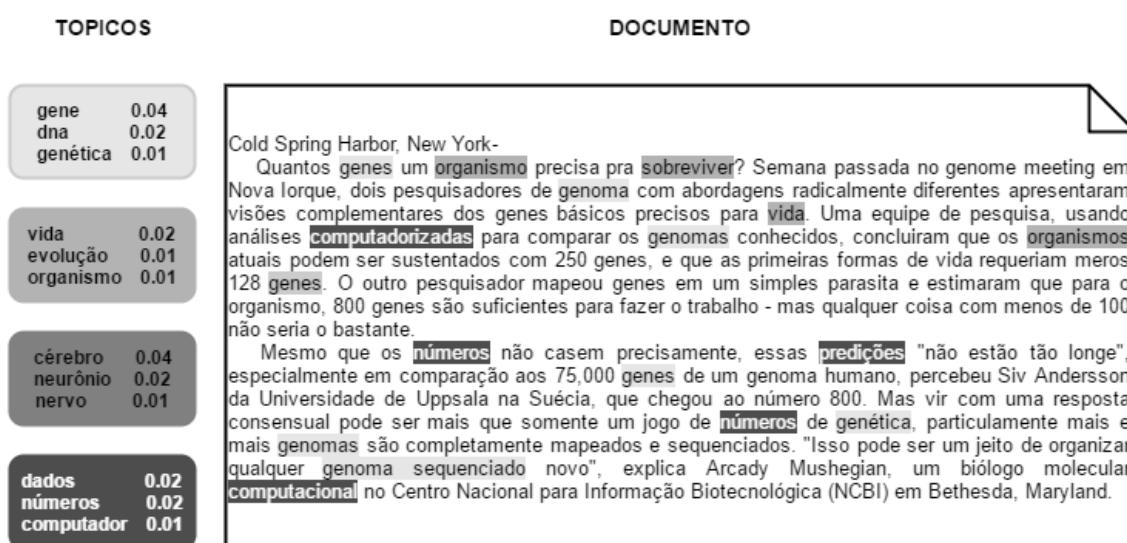 TOPICOS
DOCUMENTO
gene 0.04
dna 0.02
genética 0.01
vida 0.02
evolução 0.01
organismo 0.01
cérebro 0.04
neurônio 0.02
nervo 0.01
dados 0.02
números 0.02
computador 0.01
Cold Spring Harbor, New York-
Quantos genes um organismo precisa pra sobreviver? Semana passada no genome meeting em
Nova Iorque, dois pesquisadores de genoma com abordagens radicalmente diferentes apresentaram
visões complementares dos genes básicos precisos para vida. Uma equipe de pesquisa, usando
análises computadorizadas para comparar os genomas conhecidos, concluiram que os organismos
atuais podem ser sustentados com 250 genes, e que as primeiras formas de vida requeriam meros
128 genes. O outro pesquisador mapeou genes em um simples parasita e estimaram que para o
organismo, 800 genes são suficientes para fazer o trabalho - mas qualquer coisa com menos de 100
não seria o bastante.
Mesmo que os números não casem precisamente, essas predições "não estão tão longe",
especialmente em comparação aos 75,000 genes de um genoma humano, percebeu Siv Andersson
da Universidade de Uppsala na Suécia, que chegou ao número 800. Mas vir com uma resposta
consensual pode ser mais que somente um jogo de números de genética, particularmente mais e
mais genomas são completamente mapeados e sequenciados. "Isso pode ser um jeito de organizar
qualquer genoma sequenciado novo", explica Arcady Mushegian, um biólogo molecular
computacional no Centro Nacional para Informação Biotecnológica (NCBI) em Bethesda, Maryland.